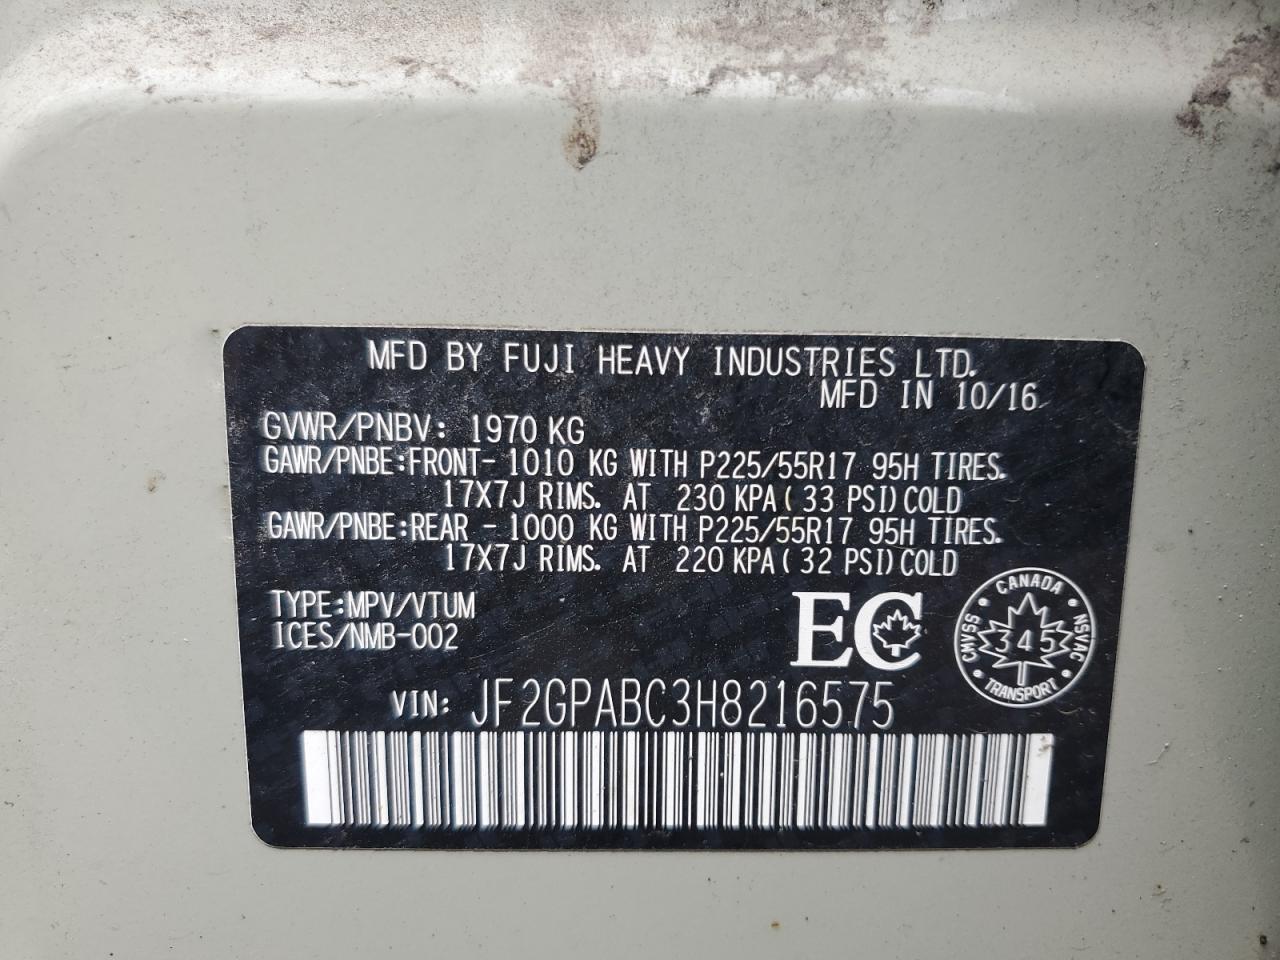 MFD BY FUJI HEAVY INDUSTRIES LTD.
MFD IN 10/16
GVWR/PNBV: 1970 KG
GAWR/PNBE:FRONT- 1010 KG WITH P225/55R17 95H TIRES.
17X7J RIMS. AT 230 KPA( 33 PSI)COLD
GAWR/PNBE:REAR - 1000 KG WITH P225/55R17 95H TIRES.
17X7J RIMS. AT 220 KPA( 32 PSI)COLD
TYPE:MPV/VTUM
ICES/NMB-002
EC
CANADA
CMVSS
345
NSVAC
TRANSPORT
VIN: JF2GPABC3H8216575